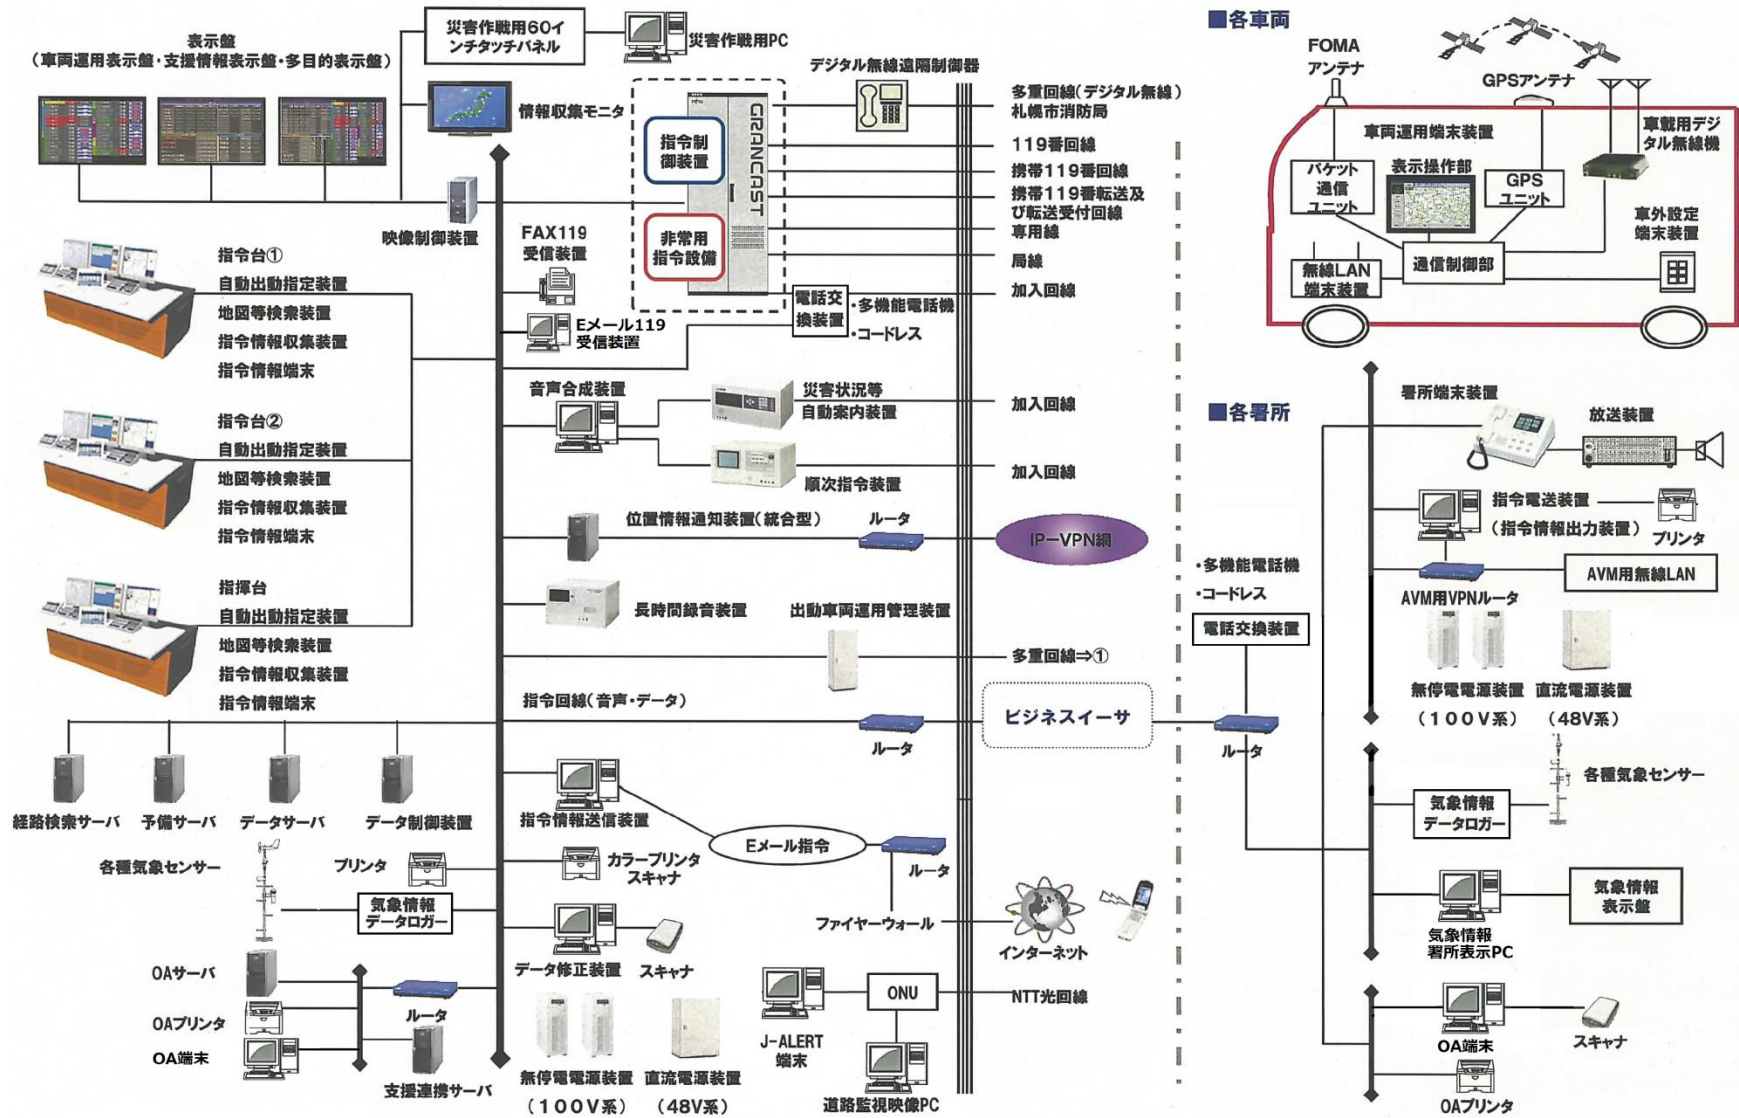 表示盤
（車両運用表示盤・支援情報表示盤・多目的表示盤）
災害作戦用60イ
ンチタッチパネル
災害作戦用PC
情報収集モニタ
映像制御装置
指令制
御装置
非常用
指令設備
GRANCAST
デジタル無線遠隔制御器
多重回線（デジタル無線）
札幌市消防局
119番回線
携帯119番回線
携帯119番転送及
び転送受付回線
専用線
局線
加入回線
電話交
換装置
・多機能電話機
・コードレス
FAX119
受信装置
Eメール119
受信装置
指令台①
自動出動指定装置
地図等検索装置
指令情報収集装置
指令情報端末
指令台②
自動出動指定装置
地図等検索装置
指令情報収集装置
指令情報端末
指揮台
自動出動指定装置
地図等検索装置
指令情報収集装置
指令情報端末
音声合成装置
災害状況等
自動案内装置
加入回線
順次指令装置
加入回線
位置情報通知装置（統合型）
ルータ
IP－VPN網
長時間録音装置
出動車両運用管理装置
多重回線⇒①
指令回線（音声・データ）
ルータ
ビジネスイーサ
経路検索サーバ
予備サーバ
データサーバ
データ制御装置
指令情報送信装置
Eメール指令
ルータ
各種気象センサー
プリンタ
カラープリンタ
スキャナ
気象情報
データロガー
ファイヤーウォール
インターネット
データ修正装置
スキャナ
OAサーバ
OAプリンタ
OA端末
ルータ
支援連携サーバ
無停電電源装置
（１００V系）
直流電源装置
（48V系）
J-ALERT
端末
ONU
NTT光回線
道路監視映像PC
■各車両
FOMA
アンテナ
GPSアンテナ
車両運用端末装置
車載用デジ
タル無線機
パケット
通信
ユニット
表示操作部
GPS
ユニット
車外設定
端末装置
無線LAN
端末装置
通信制御部
■各署所
署所端末装置
放送装置
指令電送装置
（指令情報出力装置）
プリンタ
AVM用無線LAN
AVM用VPNルータ
・多機能電話機
・コードレス
電話交換装置
無停電電源装置
（１００V系）
直流電源装置
（48V系）
ルータ
各種気象センサー
気象情報
データロガー
気象情報
署所表示PC
気象情報
表示盤
OA端末
スキャナ
OAプリンタ